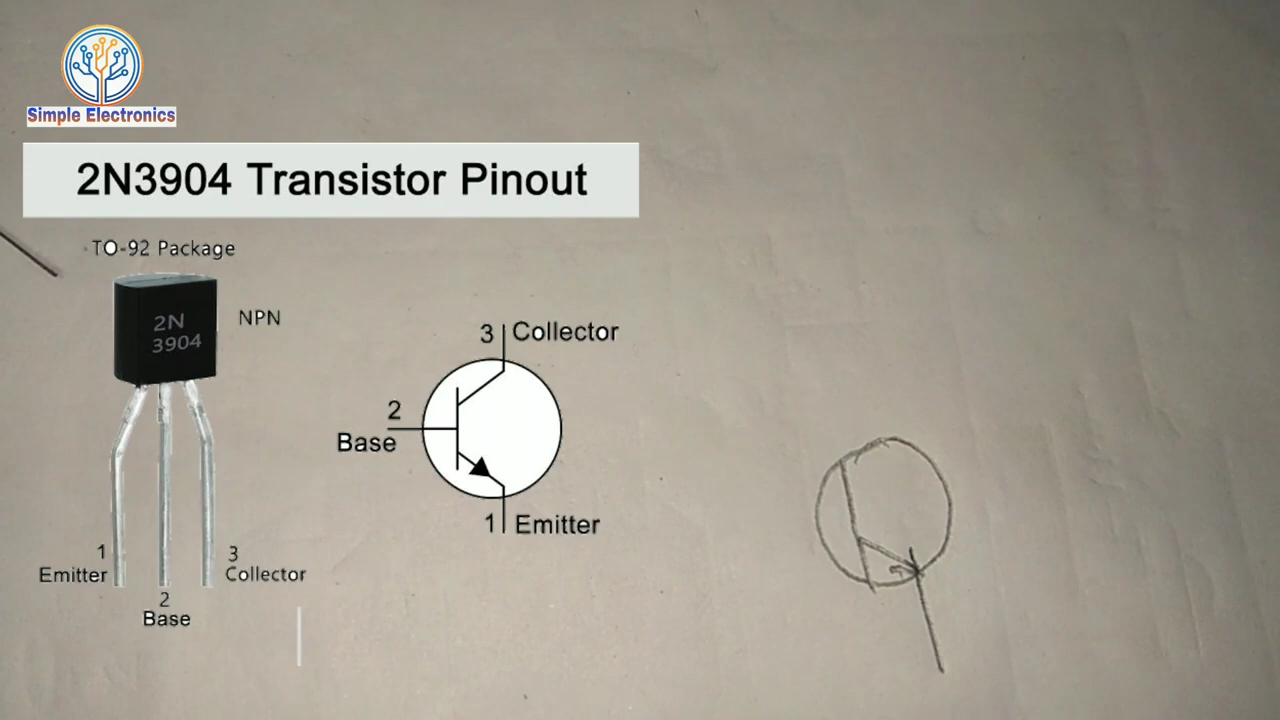 Simple Electronics
2N3904 Transistor Pinout
TO-92 Package
2N
3904
NPN
3 Collector
2
Base
1 Emitter
1
Emitter
2
Base
3
Collector